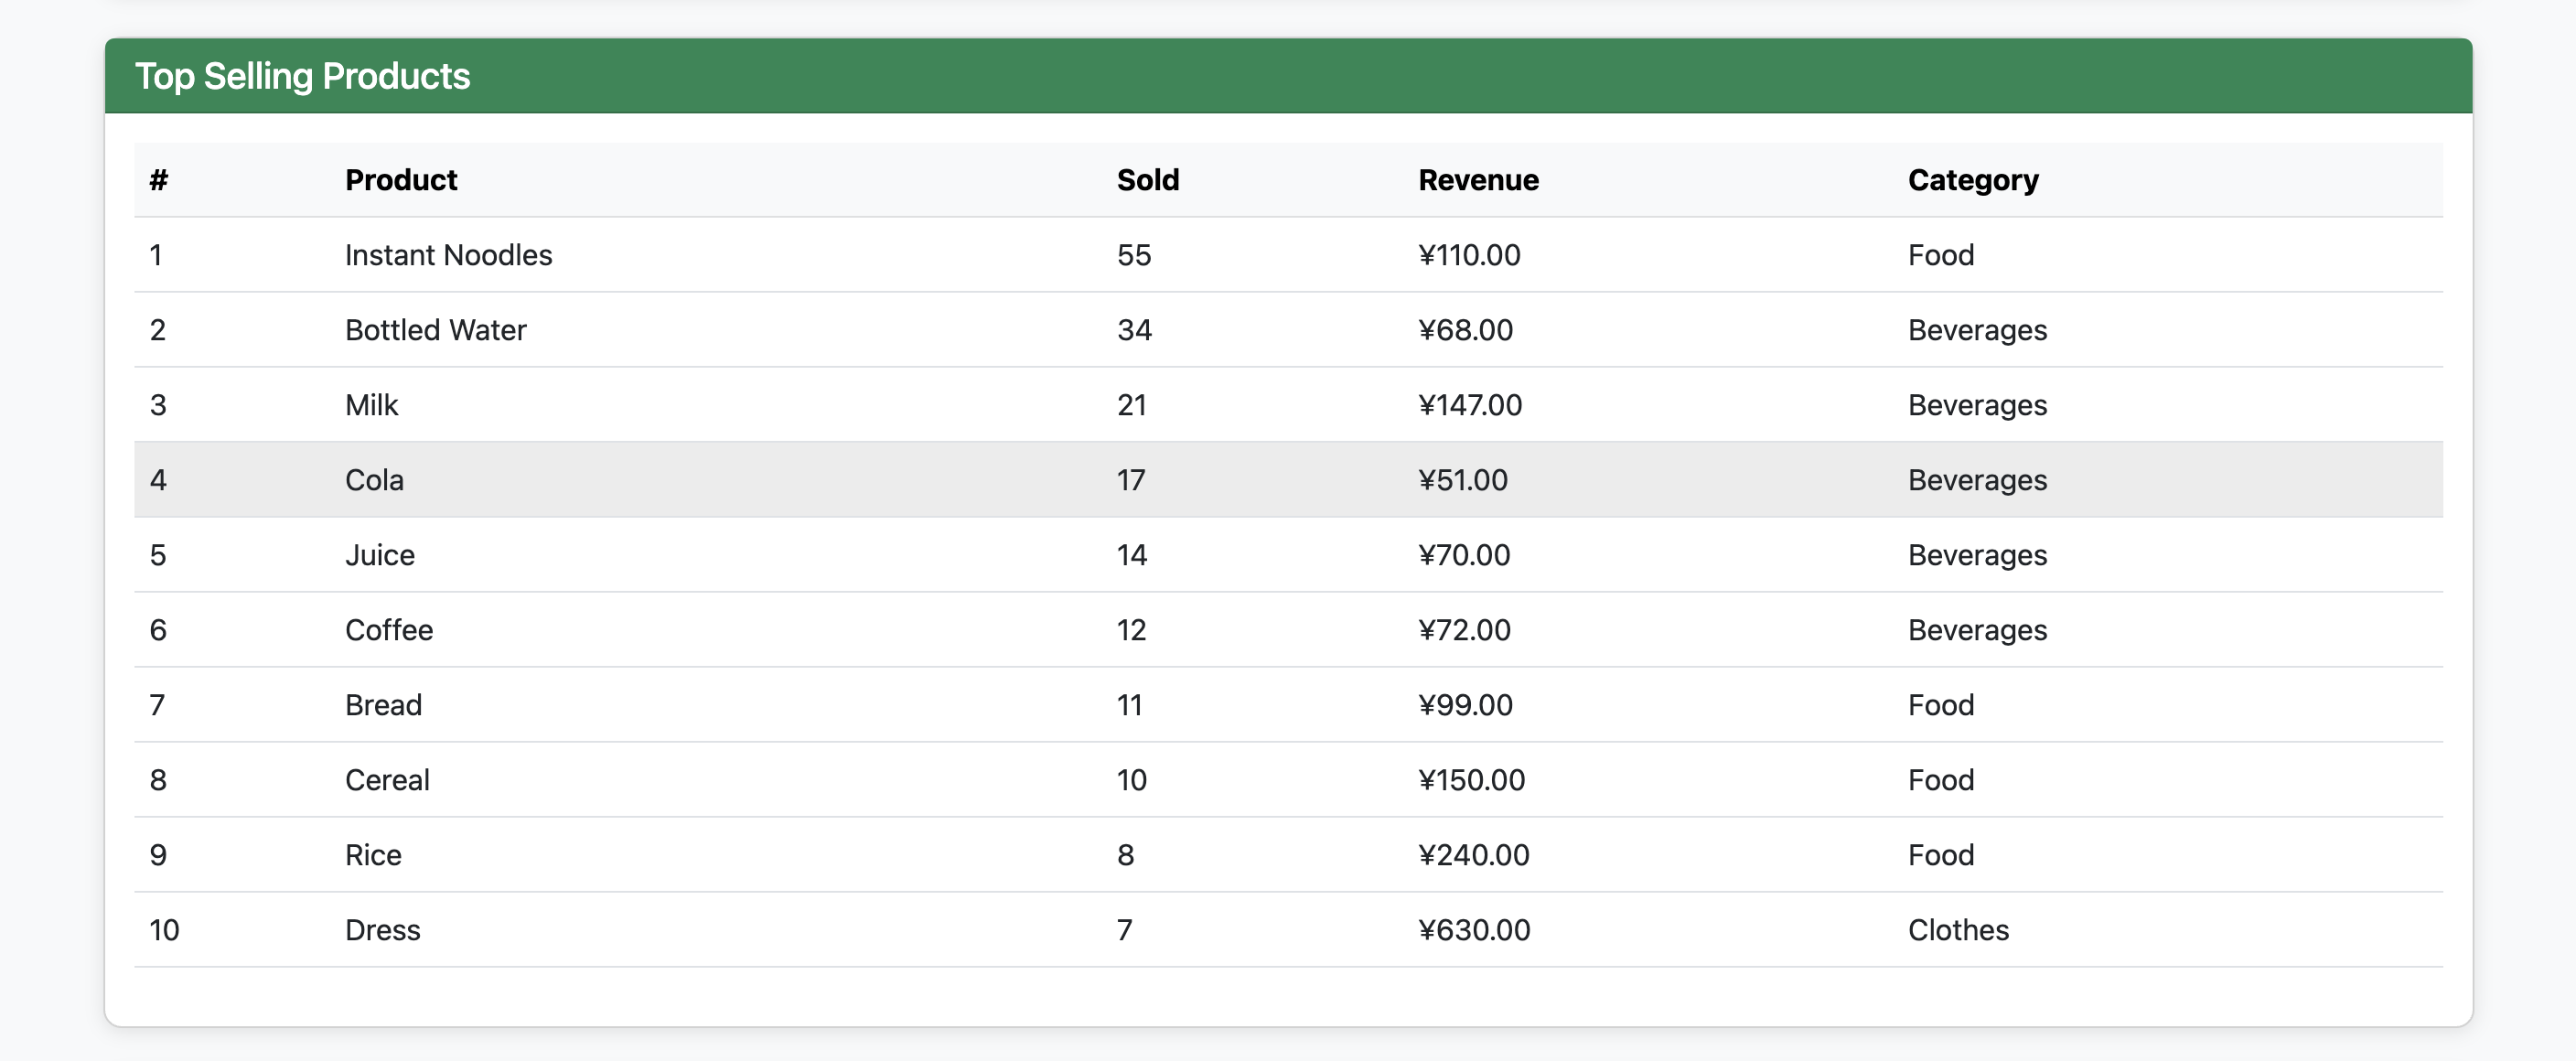 Top Selling Products
# Product Sold Revenue Category
1 Instant Noodles 55 ¥110.00 Food
2 Bottled Water 34 ¥68.00 Beverages
3 Milk 21 ¥147.00 Beverages
4 Cola 17 ¥51.00 Beverages
5 Juice 14 ¥70.00 Beverages
6 Coffee 12 ¥72.00 Beverages
7 Bread 11 ¥99.00 Food
8 Cereal 10 ¥150.00 Food
9 Rice 8 ¥240.00 Food
10 Dress 7 ¥630.00 Clothes